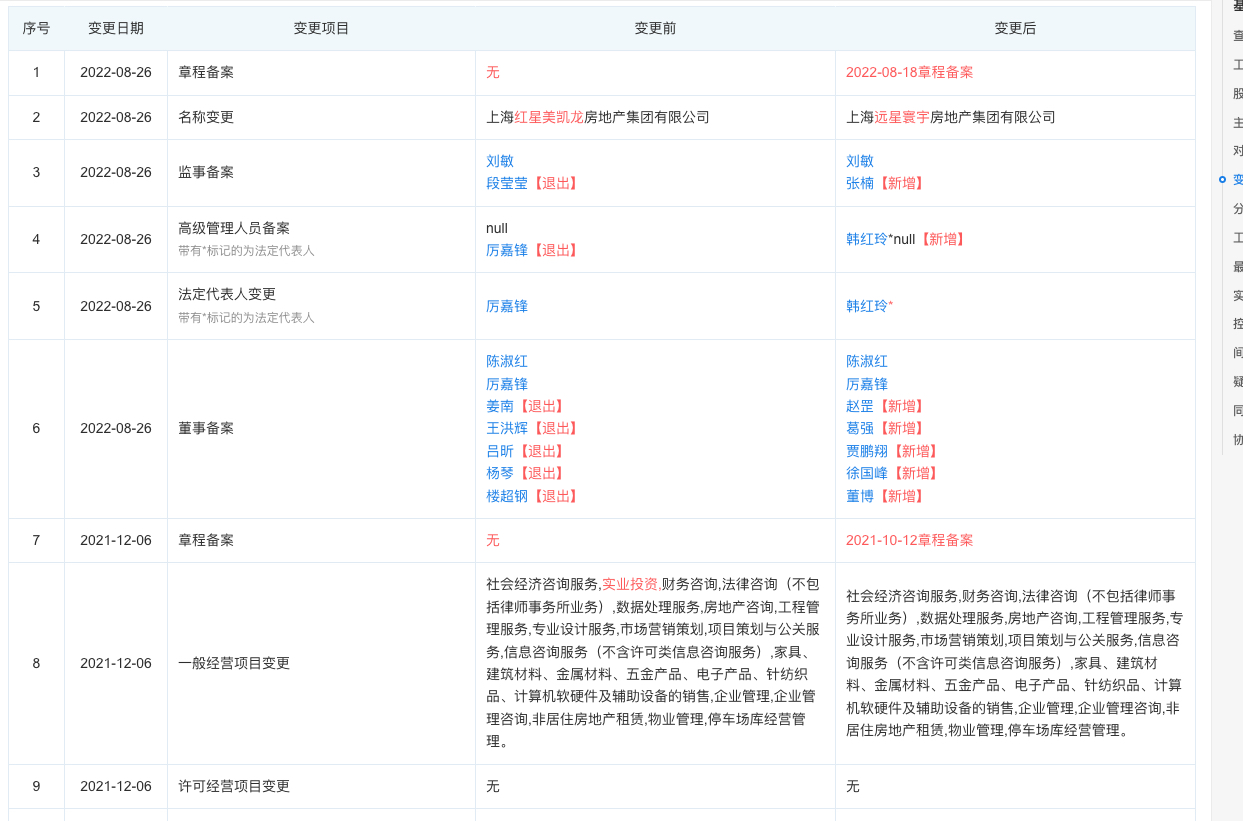 序号 变更日期 变更项目 变更前 变更后
1 2022-08-26 章程备案 无 2022-08-18章程备案
2 2022-08-26 名称变更 上海红星美凯龙房地产集团有限公司 上海远星寰宇房地产集团有限公司
3 2022-08-26 监事备案
刘敏
段莹莹【退出】
刘敏
张楠【新增】
4 2022-08-26 高级管理人员备案
带有*标记的为法定代表人
null
厉嘉锋【退出】
韩红玲*null【新增】
5 2022-08-26 法定代表人变更
带有*标记的为法定代表人
厉嘉锋
韩红玲*
6 2022-08-26 董事备案
陈淑红
厉嘉锋
姜南【退出】
王洪辉【退出】
吕昕【退出】
杨琴【退出】
楼超钢【退出】
陈淑红
厉嘉锋
赵罡【新增】
葛强【新增】
贾鹏翔【新增】
徐国峰【新增】
董博【新增】
7 2021-12-06 章程备案 无 2021-10-12章程备案
8 2021-12-06 一般经营项目变更
社会经济咨询服务,实业投资,财务咨询,法律咨询（不包
括律师事务所业务）,数据处理服务,房地产咨询,工程管
理服务,专业设计服务,市场营销策划,项目策划与公关服
务,信息咨询服务（不含许可类信息咨询服务）,家具、
建筑材料、金属材料、五金产品、电子产品、针纺织
品、计算机软硬件及辅助设备的销售,企业管理,企业管
理咨询,非居住房地产租赁,物业管理,停车场库经营管
理。
社会经济咨询服务,财务咨询,法律咨询（不包括律师事
务所业务）,数据处理服务,房地产咨询,工程管理服务,专
业设计服务,市场营销策划,项目策划与公关服务,信息咨
询服务（不含许可类信息咨询服务）,家具、建筑材
料、金属材料、五金产品、电子产品、针纺织品、计算
机软硬件及辅助设备的销售,企业管理,企业管理咨询,非
居住房地产租赁,物业管理,停车场库经营管理。
9 2021-12-06 许可经营项目变更 无 无
工
股
主
对
变
分
工
最
实
控
间
疑
同
协